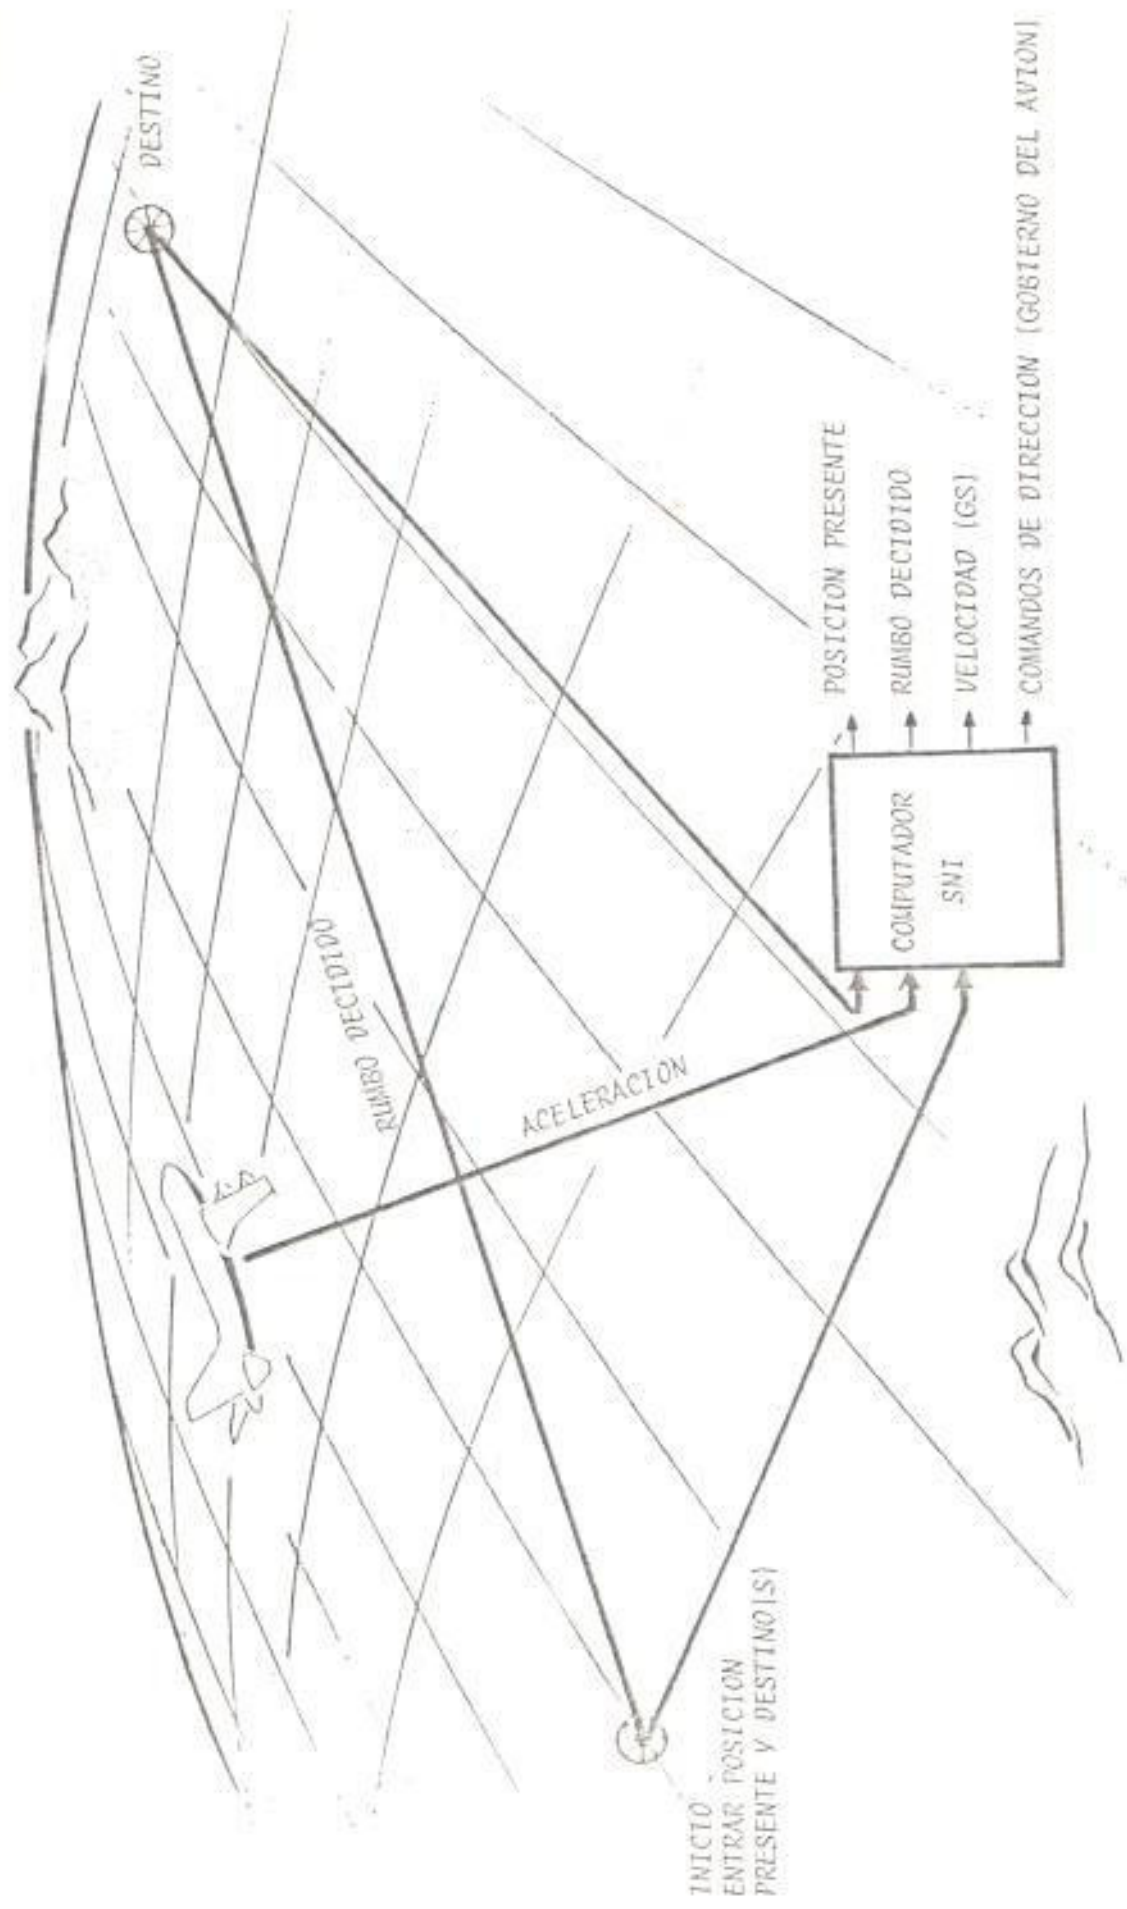 DESTINO
RUMBO DECIDIDO
ACELERACION
INICIO
ENTRAR POSICION
PRESENTE Y DESTINO(S)
COMPUTADOR
SNI
POSICION PRESENTE
RUMBO DECIDIDO
VELOCIDAD (GS)
COMANDOS DE DIRECCION (GOBIERNO DEL AVION)